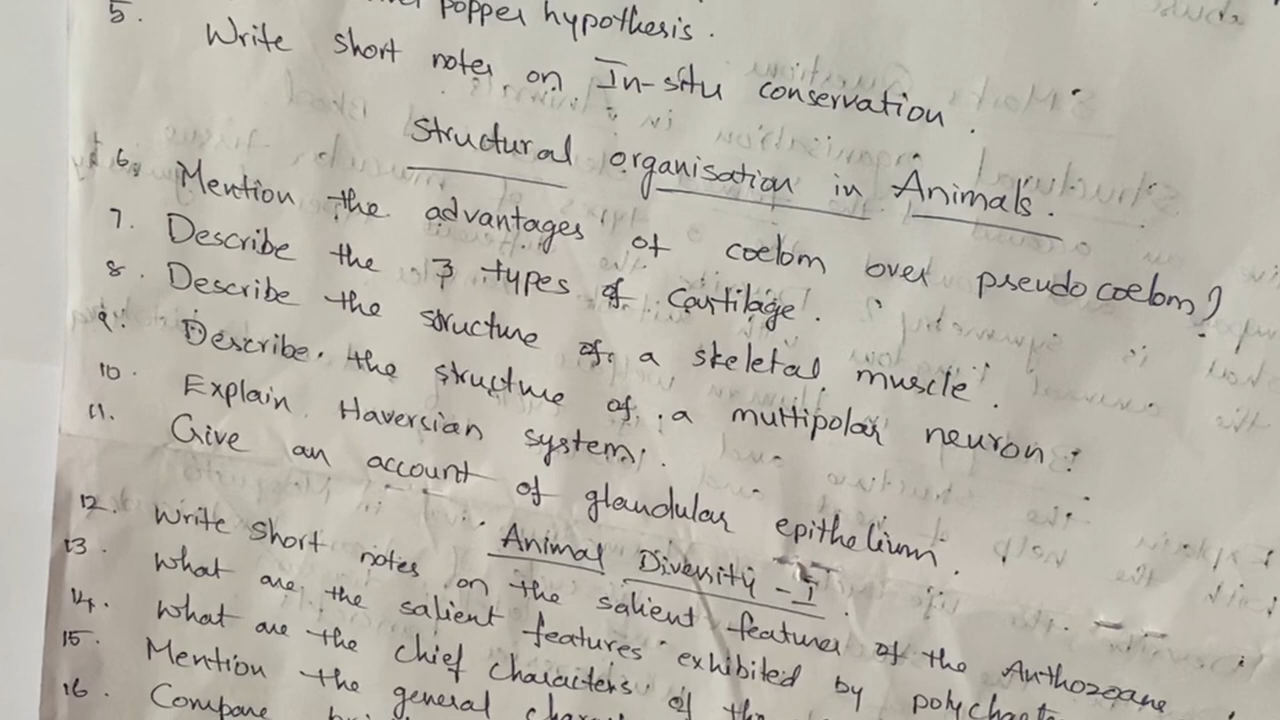 popper hypothesis.
5. Write short notes on In-situ conservation.
Structural organisation in Animals.
6. Mention the advantages of coelom over pseudocoelom?
7. Describe the 3 types of Cartilage.
8. Describe the structure of a skeletal muscle.
9. Describe the structure of a multipolar neuron?
10. Explain Haversian system.
11. Give an account of glandular epithelium.
Animal Diversity - I.
12. Write short notes on the salient features of the Anthozoans
13. What are the salient features exhibited by polychaet
14. What are the chief characters of the
15. Mention the general
16. Compare